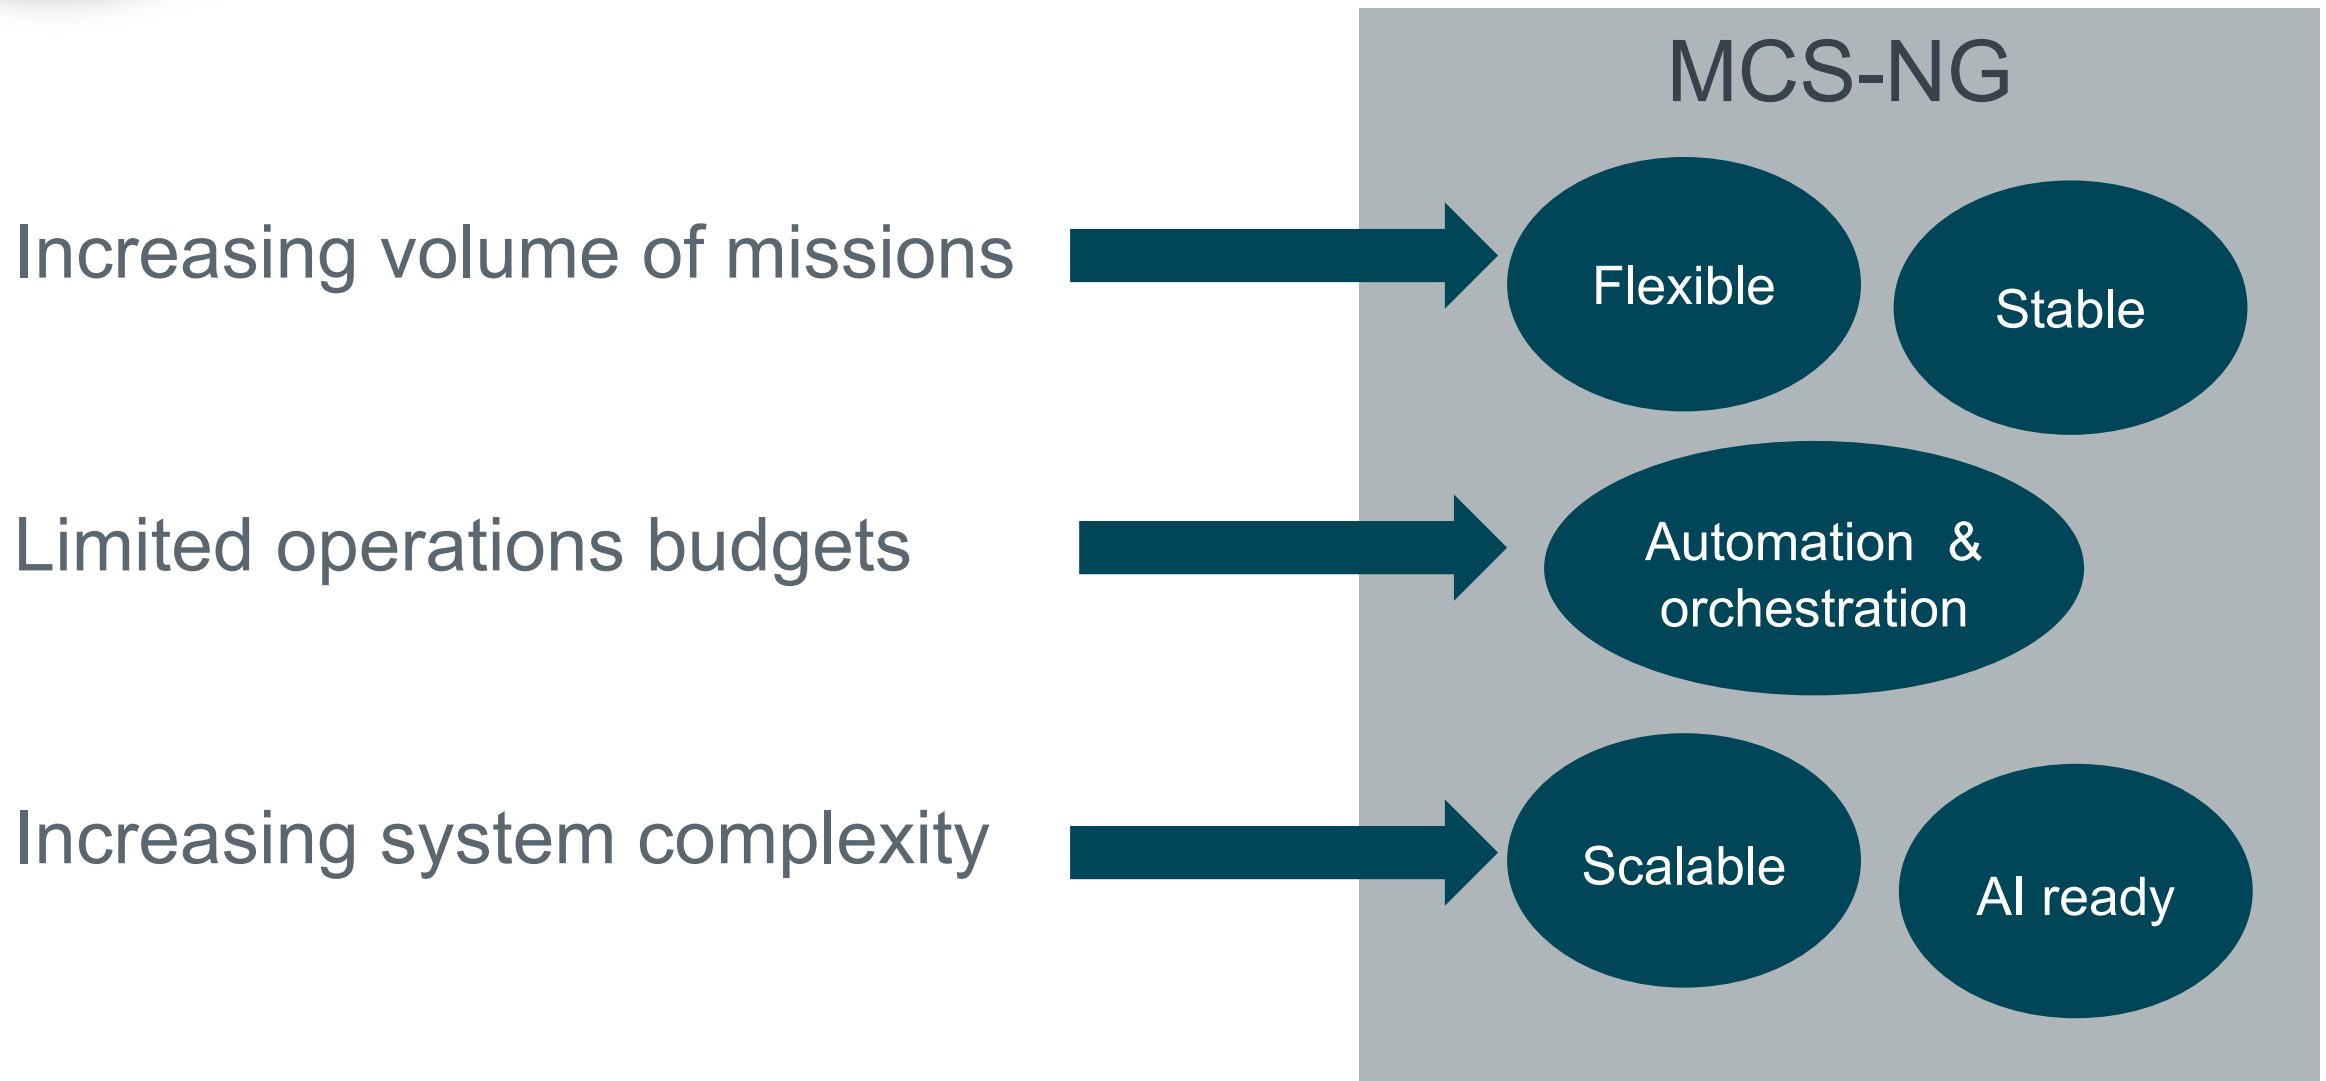 MCS-NG
Increasing volume of missions
Flexible
Stable
Limited operations budgets
Automation &
orchestration
Increasing system complexity
Scalable
AI ready